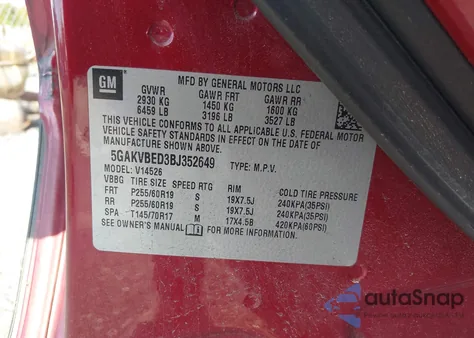 GM
MFD BY GENERAL MOTORS LLC
GVWR GAWR FRT GAWR RR
2930 KG 1450 KG 1600 KG
6459 LB 3196 LB 3527 LB
THIS VEHICLE CONFORMS TO ALL APPLICABLE U.S. FEDERAL MOTOR
VEHICLE SAFETY STANDARDS IN EFFECT ON THE DATE OF
MANUFACTURE SHOWN ABOVE.
5GAKVBED3BJ352649 TYPE: M.P.V.
MODEL: V14526
VBBG TIRE SIZE SPEED RTG RIM COLD TIRE PRESSURE
FRT P255/60R19 S 19X7.5J 240KPA(35PSI)
RR P255/60R19 S 19X7.5J 240KPA(35PSI)
SPA T145/70R17 M 17X4.5B 420KPA(60PSI)
SEE OWNER'S MANUAL FOR MORE INFORMATION.
autoSnap